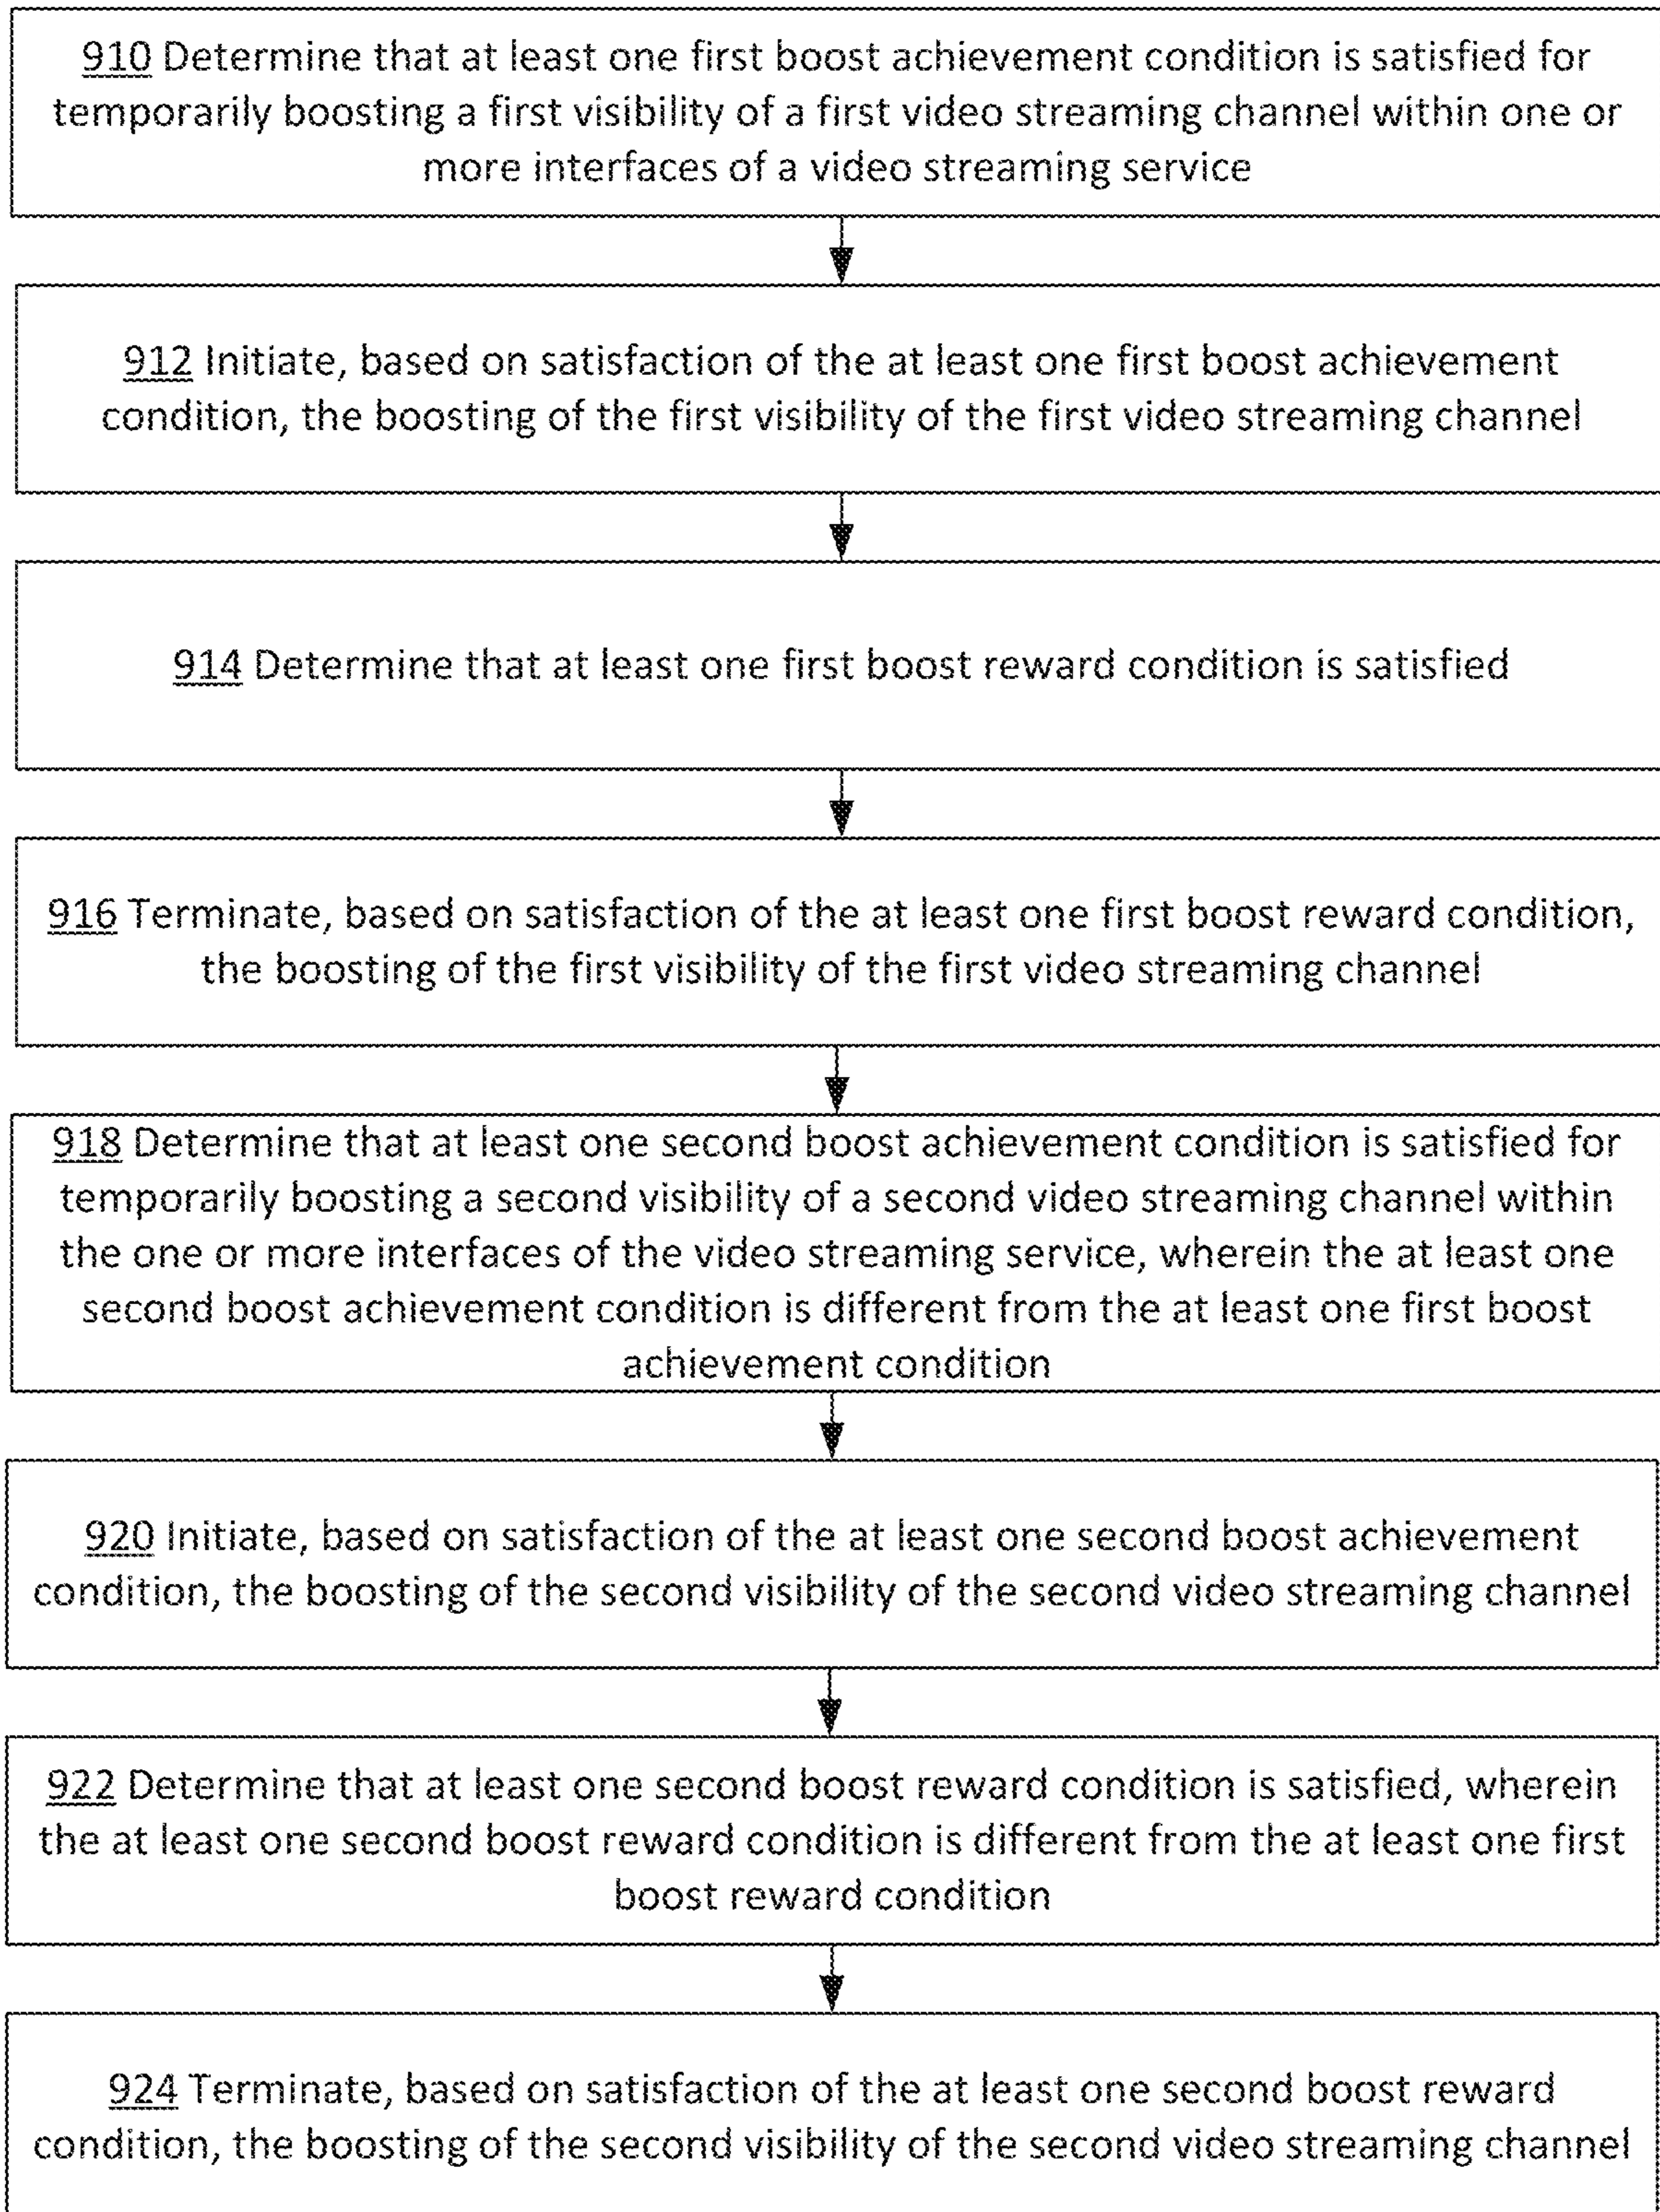 910 Determine that at least one first boost achievement condition is satisfied for
temporarily boosting a first visibility of a first video streaming channel within one or
more interfaces of a video streaming service
912 Initiate, based on satisfaction of the at least one first boost achievement
condition, the boosting of the first visibility of the first video streaming channel
914 Determine that at least one first boost reward condition is satisfied
916 Terminate, based on satisfaction of the at least one first boost reward condition,
the boosting of the first visibility of the first video streaming channel
918 Determine that at least one second boost achievement condition is satisfied for
temporarily boosting a second visibility of a second video streaming channel within
the one or more interfaces of the video streaming service, wherein the at least one
second boost achievement condition is different from the at least one first boost
achievement condition
920 Initiate, based on satisfaction of the at least one second boost achievement
condition, the boosting of the second visibility of the second video streaming channel
922 Determine that at least one second boost reward condition is satisfied, wherein
the at least one second boost reward condition is different from the at least one first
boost reward condition
924 Terminate, based on satisfaction of the at least one second boost reward
condition, the boosting of the second visibility of the second video streaming channel